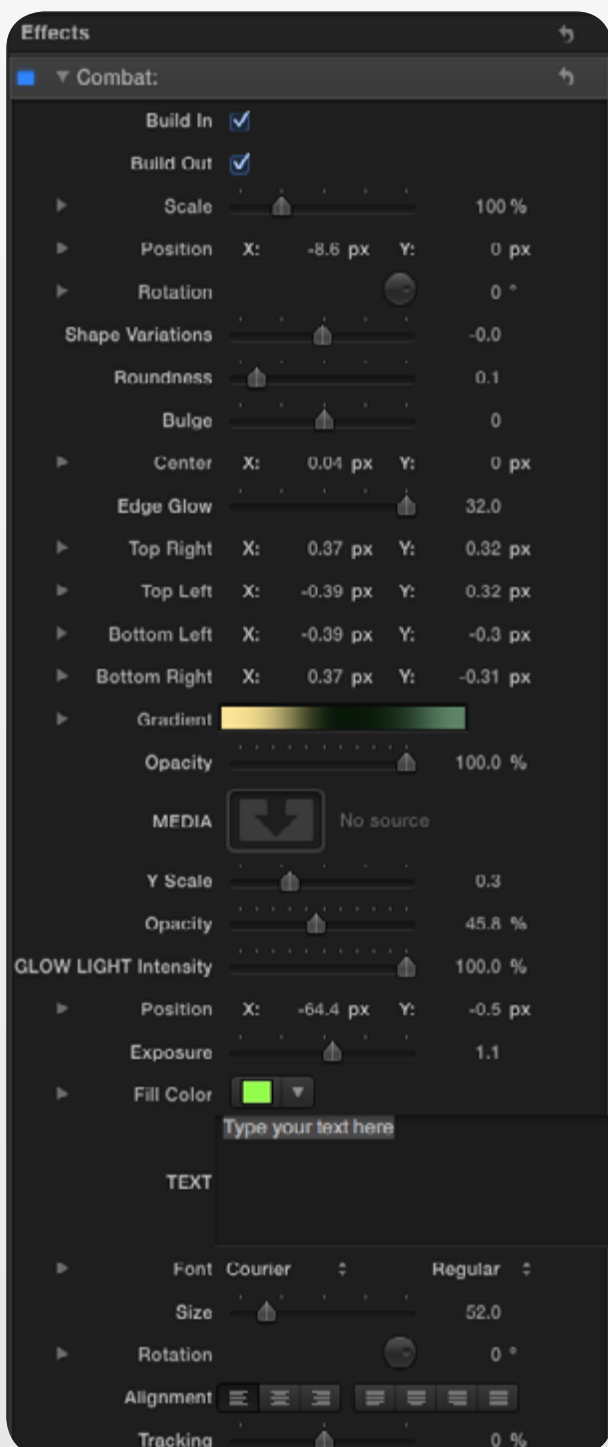 Effects
Combat:
Build In
Build Out
Scale 100 %
Position X: -8.6 px Y: 0 px
Rotation 0 °
Shape Variations -0.0
Roundness 0.1
Bulge 0
Center X: 0.04 px Y: 0 px
Edge Glow 32.0
Top Right X: 0.37 px Y: 0.32 px
Top Left X: -0.39 px Y: 0.32 px
Bottom Left X: -0.39 px Y: -0.3 px
Bottom Right X: 0.37 px Y: -0.31 px
Gradient
Opacity 100.0 %
MEDIA No source
Y Scale 0.3
Opacity 45.8 %
GLOW LIGHT Intensity 100.0 %
Position X: -64.4 px Y: -0.5 px
Exposure 1.1
Fill Color
Type your text here
TEXT
Font Courier Regular
Size 52.0
Rotation 0 °
Alignment
Tracking 0 %